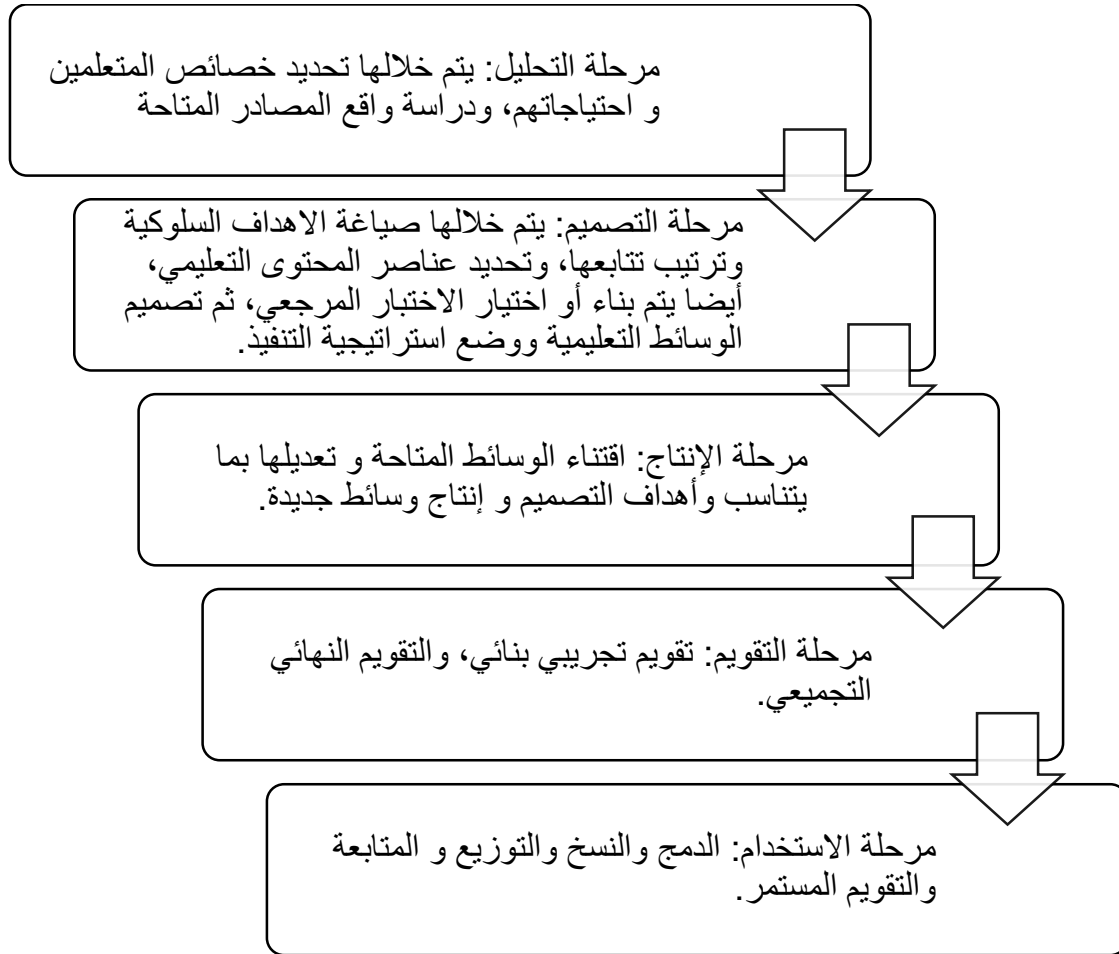 مرحلة التحليل: يتم خلالها تحديد خصائص المتعلمين
و احتياجاتهم، ودراسة واقع المصادر المتاحة
مرحلة التصميم: يتم خلالها صياغة الاهداف السلوكية
وترتيب تتابعها، وتحديد عناصر المحتوى التعليمي،
أيضا يتم بناء أو اختيار الاختبار المرجعي، ثم تصميم
الوسائط التعليمية ووضع استراتيجية التنفيذ.
مرحلة الإنتاج: اقتناء الوسائط المتاحة و تعديلها بما
يتناسب وأهداف التصميم و إنتاج وسائط جديدة.
مرحلة التقويم: تقويم تجريبي بنائي، والتقويم النهائي
التجميعي.
مرحلة الاستخدام: الدمج والنسخ والتوزيع و المتابعة
والتقويم المستمر.